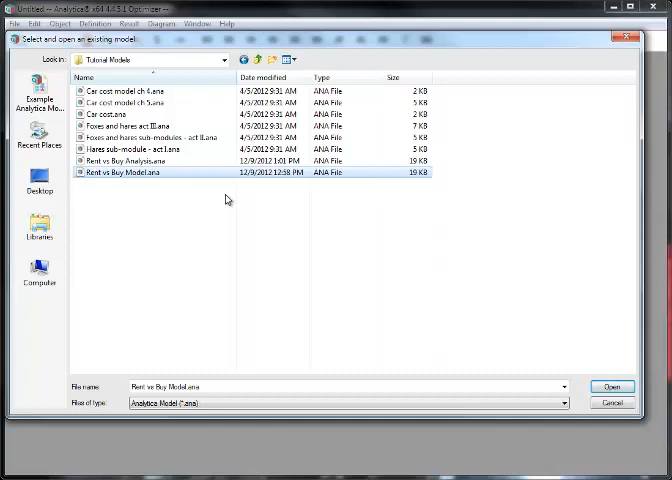 Untitled -- Analytica® x64 4.4.3.1 Optimizer --
File Edit Object Definition Result Diagram Window Help
Select and open an existing model:
Look in: Tutorial Models
Name Date modified Type Size
Car cost model ch 4.ana 4/5/2012 9:31 AM ANA File 2 KB
Car cost model ch 5.ana 4/5/2012 9:31 AM ANA File 5 KB
Car cost.ana 4/5/2012 9:31 AM ANA File 2 KB
Foxes and hares act III.ana 4/5/2012 9:31 AM ANA File 7 KB
Foxes and hares sub-modules - act II.ana 4/5/2012 9:31 AM ANA File 5 KB
Hares sub-module - act I.ana 4/5/2012 9:31 AM ANA File 5 KB
Rent vs Buy Analysis.ana 12/9/2012 1:01 PM ANA File 19 KB
Rent vs Buy Model.ana 12/9/2012 12:58 PM ANA File 19 KB
Example
Analytica Mo...
Recent Places
Desktop
Libraries
Computer
File name: Rent vs Buy Model.ana Open
Files of type: Analytica Model (*.ana) Cancel